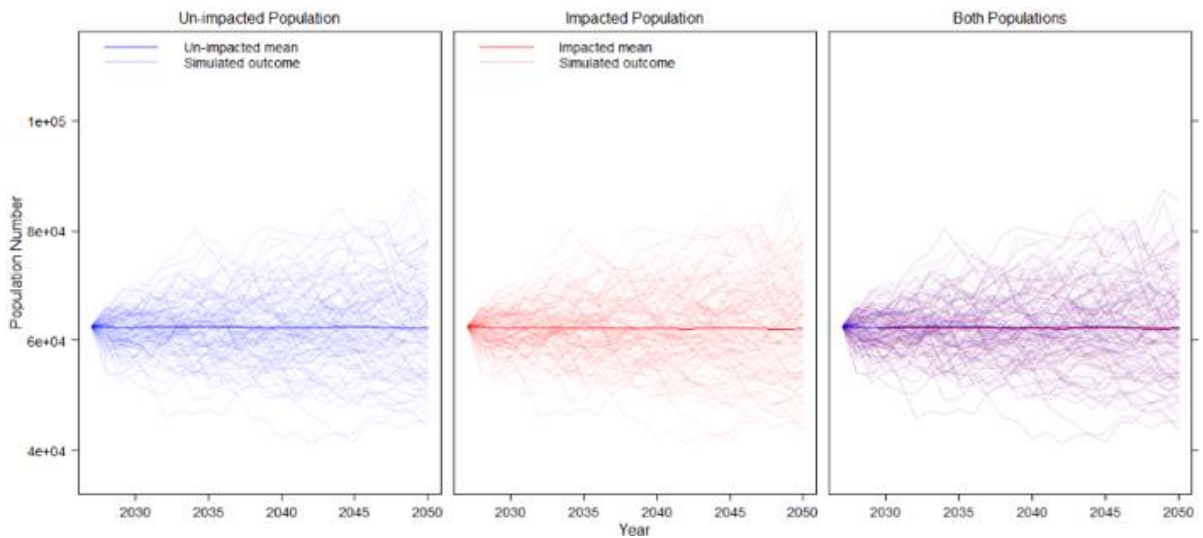 Un-impacted Population
Impacted Population
Both Populations
Un-impacted mean
Simulated outcome
Impacted mean
Simulated outcome
Population Number
1e+05
8e+04
6e+04
4e+04
2030 2035 2040 2045 2050
2030 2035 2040 2045 2050
2030 2035 2040 2045 2050
Year